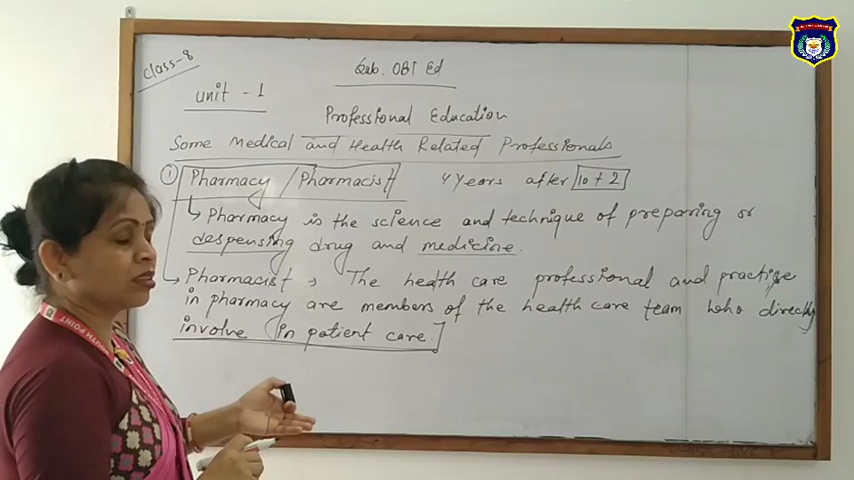 class-8
Sub. OBT Ed
unit - 1
Professional Education
Some Medical and Health Related Professionals
① Pharmacy / Pharmacist 4 Years after 10 + 2
↳ Pharmacy is the science and technique of preparing or
despensing drug and medicine.
↳ Pharmacist → The health care professional and practise
in pharmacy are members of the health care team who directly
involve in patient care.
NORTH POINT